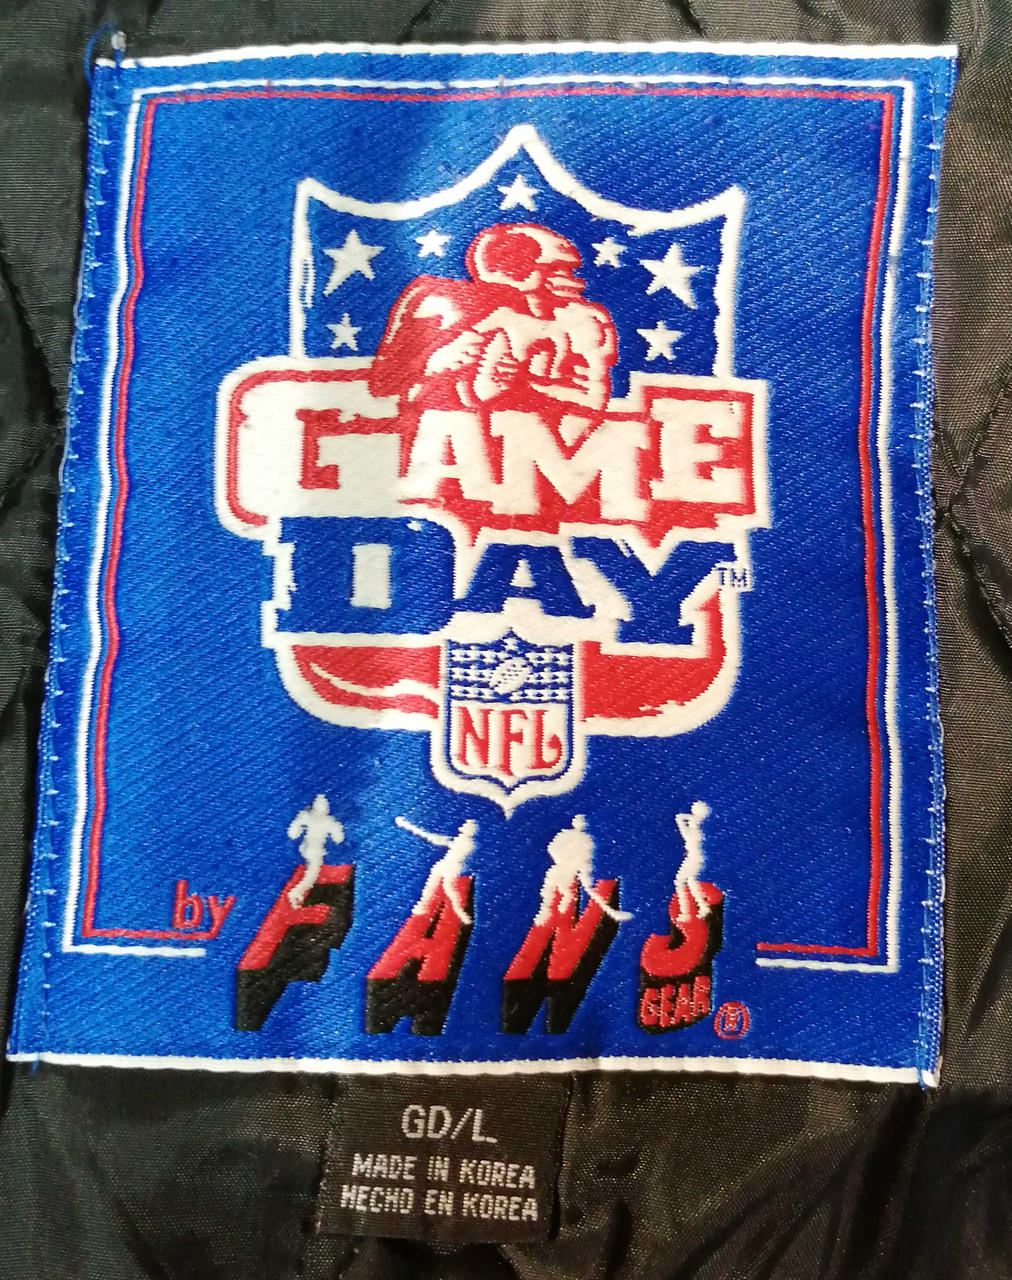 GAME
DAY™
NFL
by FANS
GEAR®
GD/L
MADE IN KOREA
HECHO EN KOREA